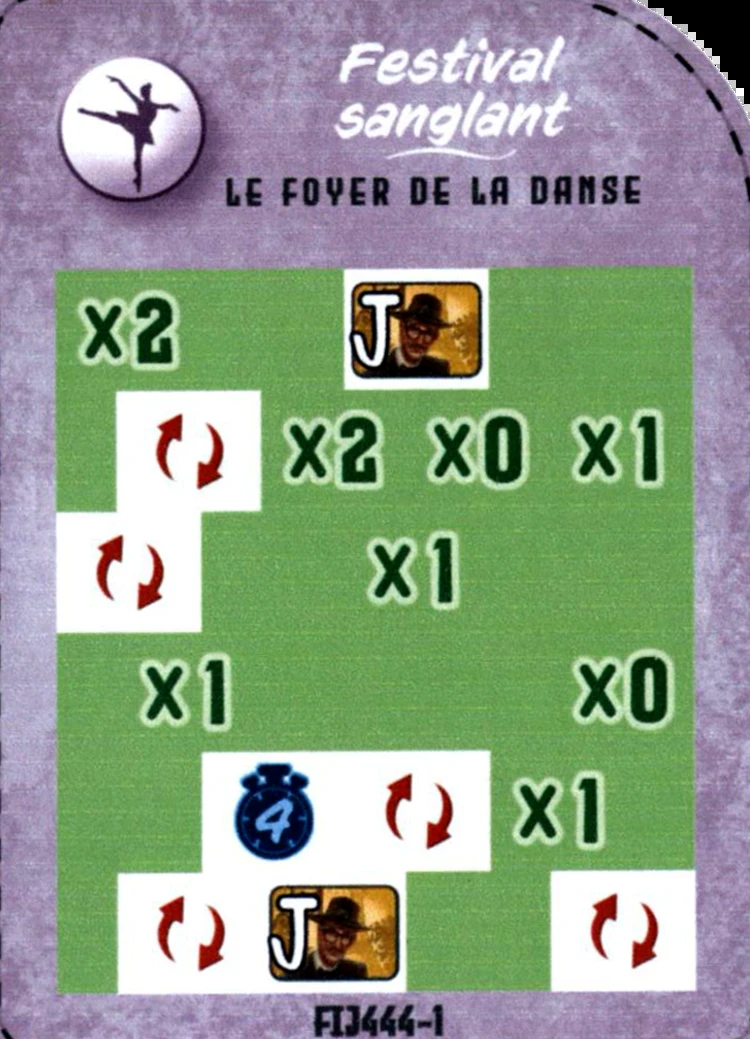 Festival
sanglant
LE FOYER DE LA DANSE
x2 J
x2 x0 x1
x1
x1 x0
4 x1
J
FIJ444-1